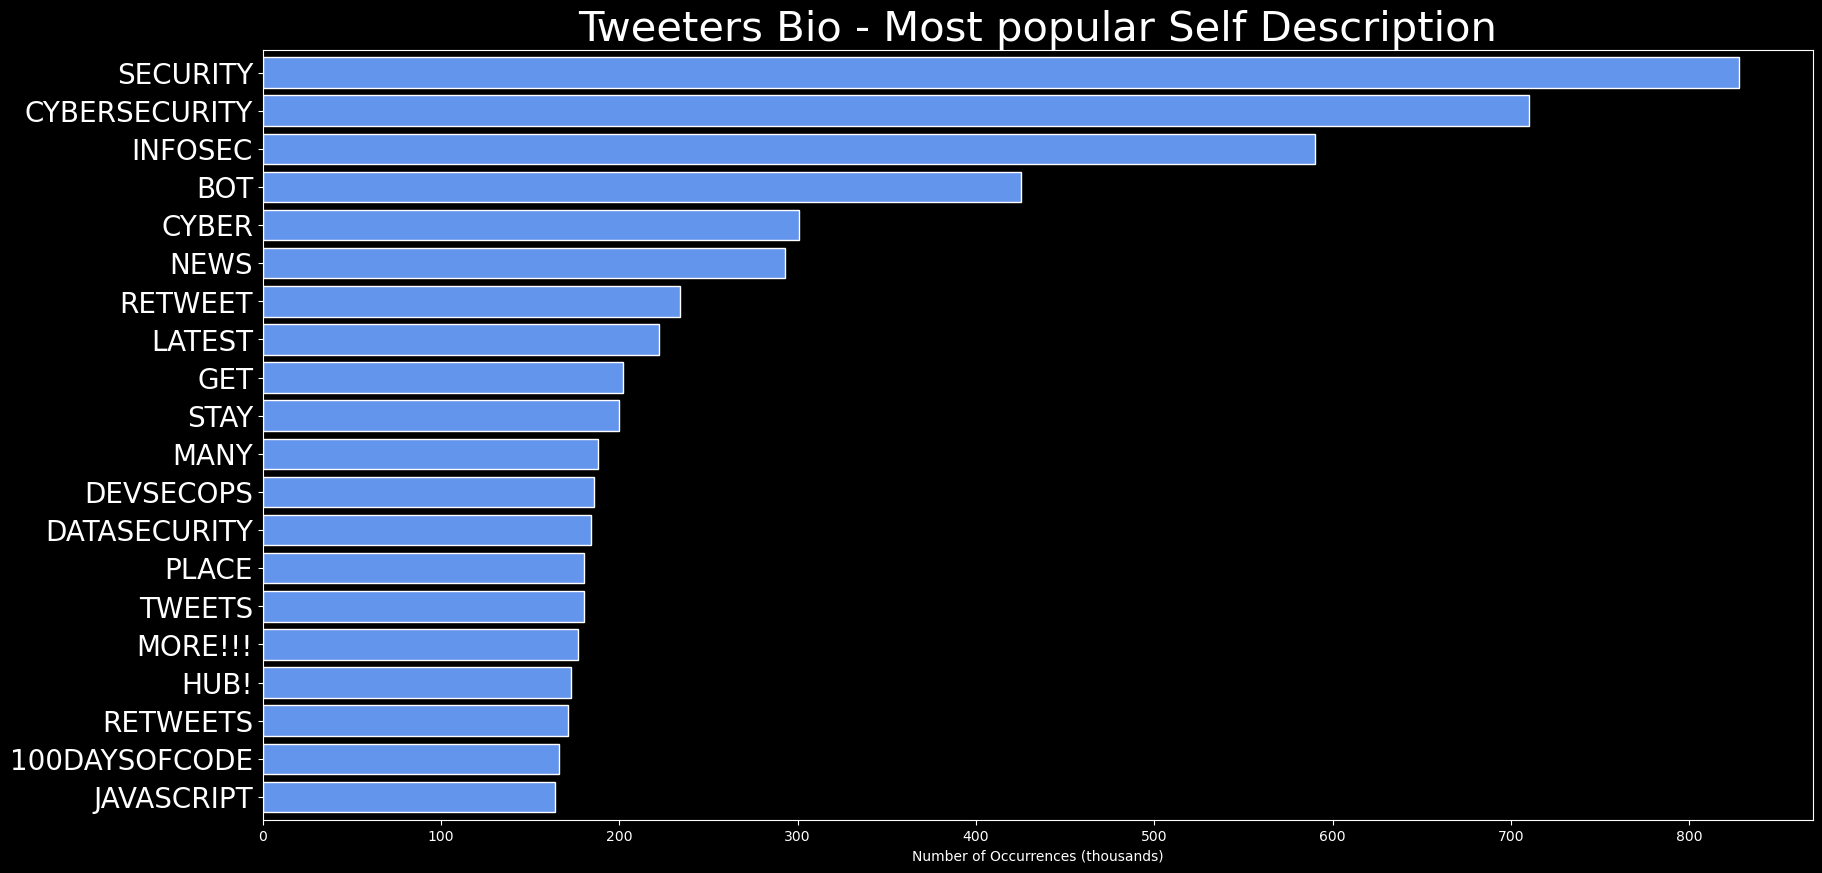 Tweeters Bio - Most popular Self Description
SECURITY
CYBERSECURITY
INFOSEC
BOT
CYBER
NEWS
RETWEET
LATEST
GET
STAY
MANY
DEVSECOPS
DATASECURITY
PLACE
TWEETS
MORE!!!
HUB!
RETWEETS
100DAYSOFCODE
JAVASCRIPT
0 100 200 300 400 500 600 700 800
Number of Occurrences (thousands)